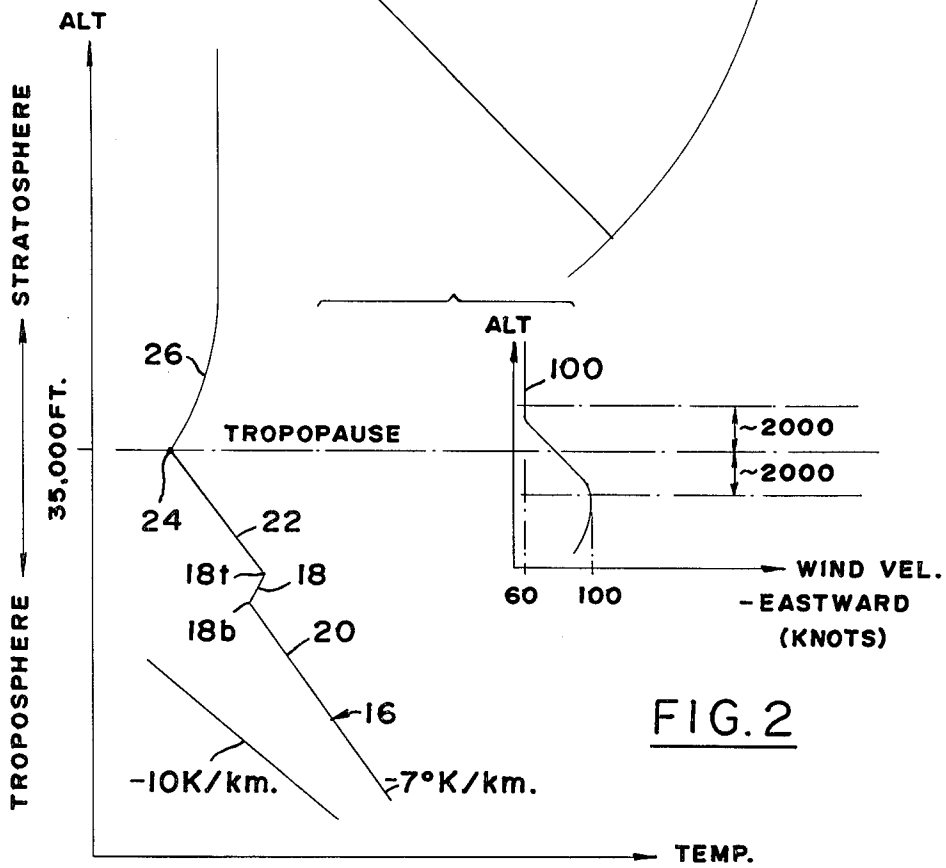 ALT
STRATOSPHERE
ALT
26
100
~2000
TROPOPAUSE
35,000FT.
~2000
24
22
18t
18
WIND VEL.
18b
60
100
-EASTWARD
20
(KNOTS)
TROPOSPHERE
16
FIG. 2
-10K/km.
-7°K/km.
TEMP.